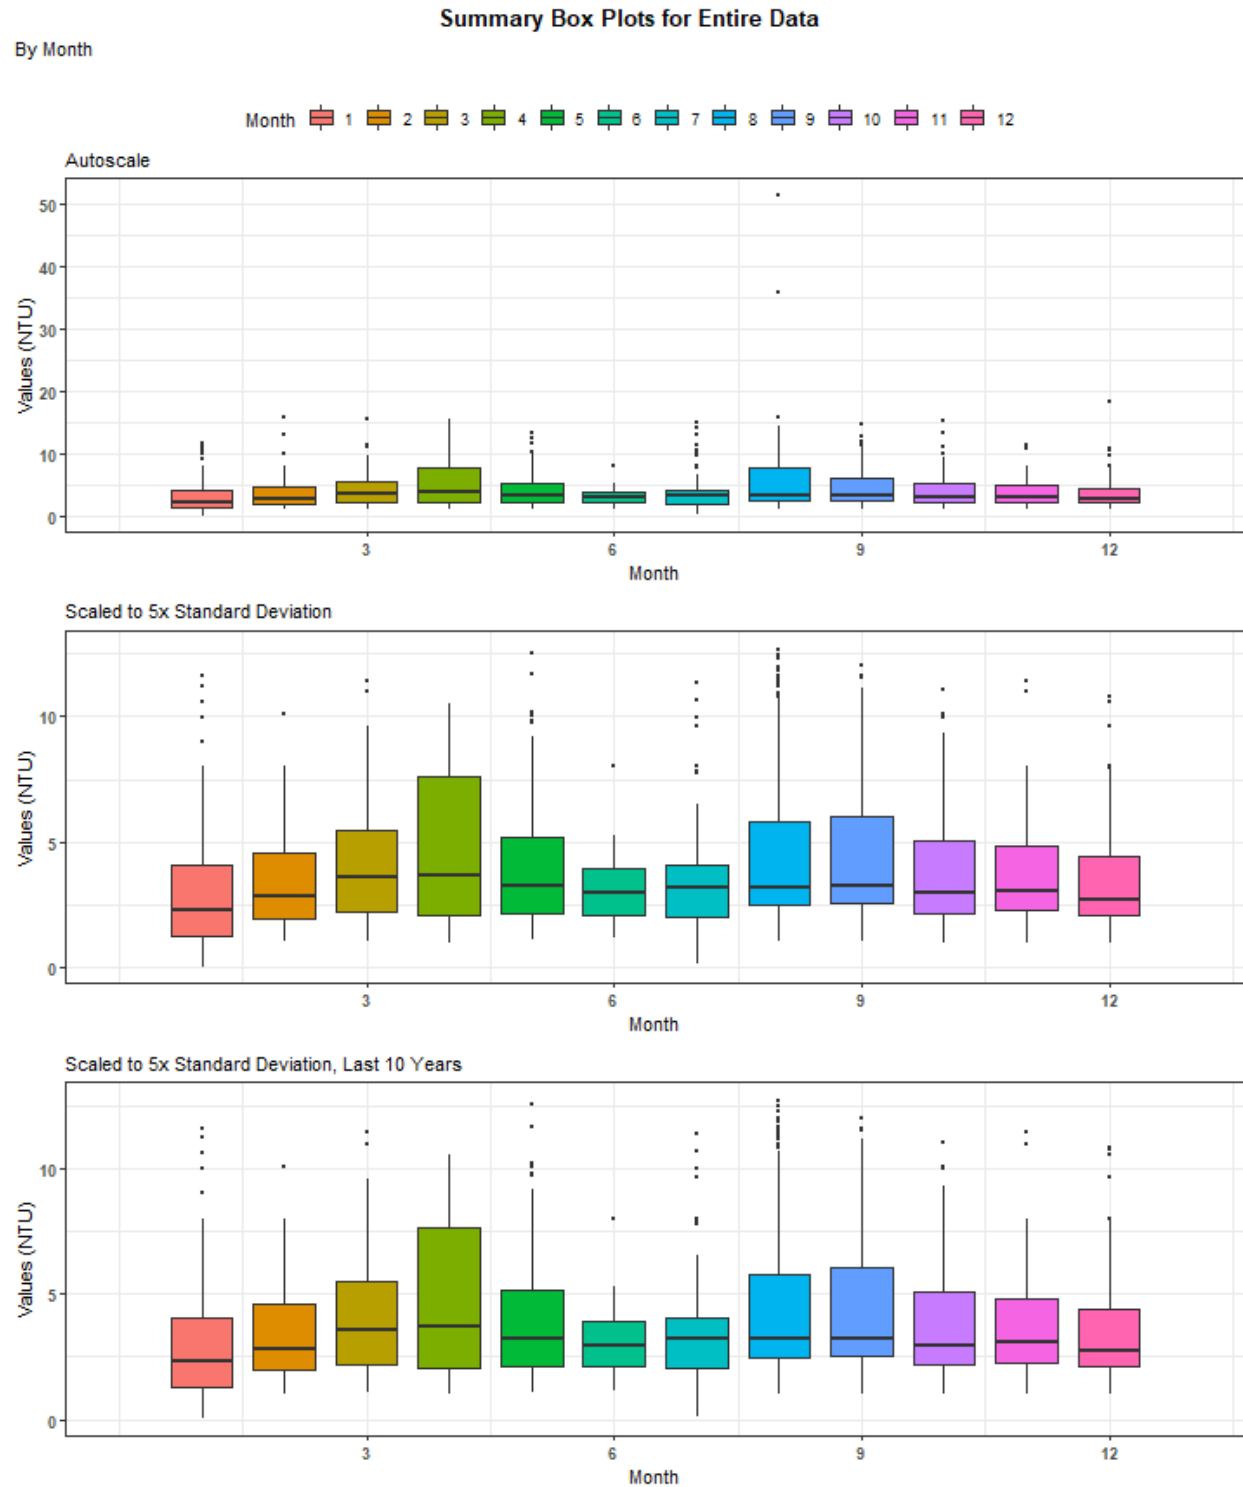 Summary Box Plots for Entire Data
By Month
Month 1 2 3 4 5 6 7 8 9 10 11 12
Autoscale
Values (NTU)
50
40
30
20
10
0
3 6 9 12
Month
Scaled to 5x Standard Deviation
Values (NTU)
10
5
0
3 6 9 12
Month
Scaled to 5x Standard Deviation, Last 10 Years
Values (NTU)
10
5
0
3 6 9 12
Month